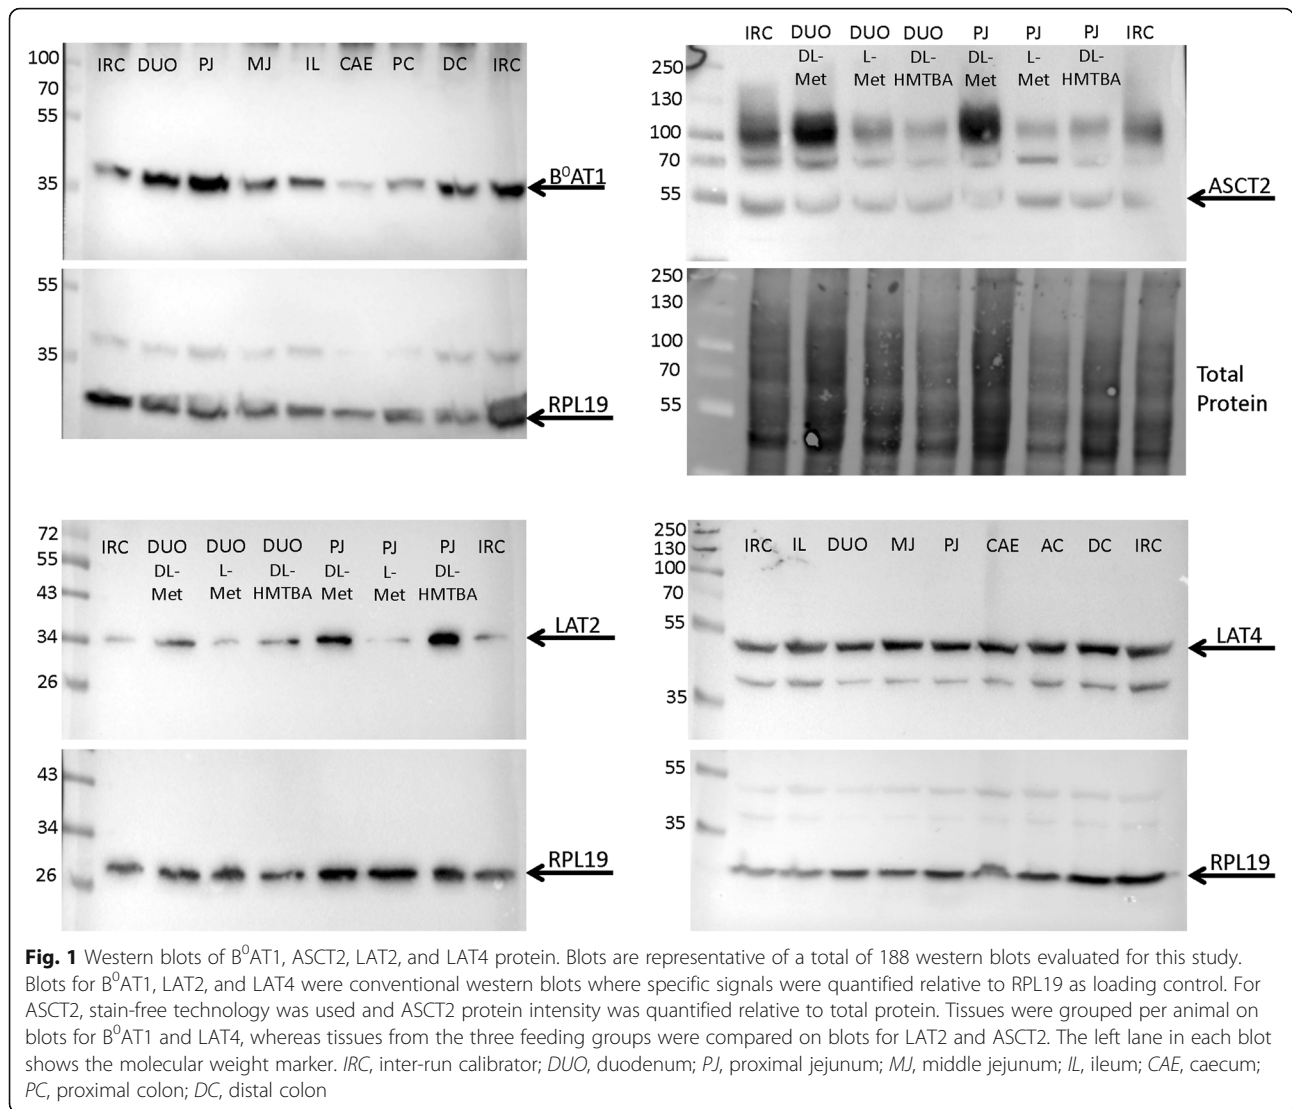 IRC DUO PJ MJ IL CAE PC DC IRC
100
70
55
35
B⁰AT1
55
35
RPL19
IRC DUO DUO DUO PJ PJ PJ IRC
DL- L- DL- DL- L- DL-
Met Met HMTBA Met Met HMTBA
250
130
100
70
55
ASCT2
250
130
100
70
55
Total
Protein
IRC DUO DUO DUO PJ PJ PJ IRC
DL- L- DL- DL- L- DL-
Met Met HMTBA Met Met HMTBA
72
55
43
34
26
LAT2
43
34
26
RPL19
IRC IL DUO MJ PJ CAE AC DC IRC
250
130
100
70
55
35
LAT4
55
35
RPL19
Fig. 1 Western blots of B⁰AT1, ASCT2, LAT2, and LAT4 protein. Blots are representative of a total of 188 western blots evaluated for this study.
Blots for B⁰AT1, LAT2, and LAT4 were conventional western blots where specific signals were quantified relative to RPL19 as loading control. For
ASCT2, stain-free technology was used and ASCT2 protein intensity was quantified relative to total protein. Tissues were grouped per animal on
blots for B⁰AT1 and LAT4, whereas tissues from the three feeding groups were compared on blots for LAT2 and ASCT2. The left lane in each blot
shows the molecular weight marker. IRC, inter-run calibrator; DUO, duodenum; PJ, proximal jejunum; MJ, middle jejunum; IL, ileum; CAE, caecum;
PC, proximal colon; DC, distal colon